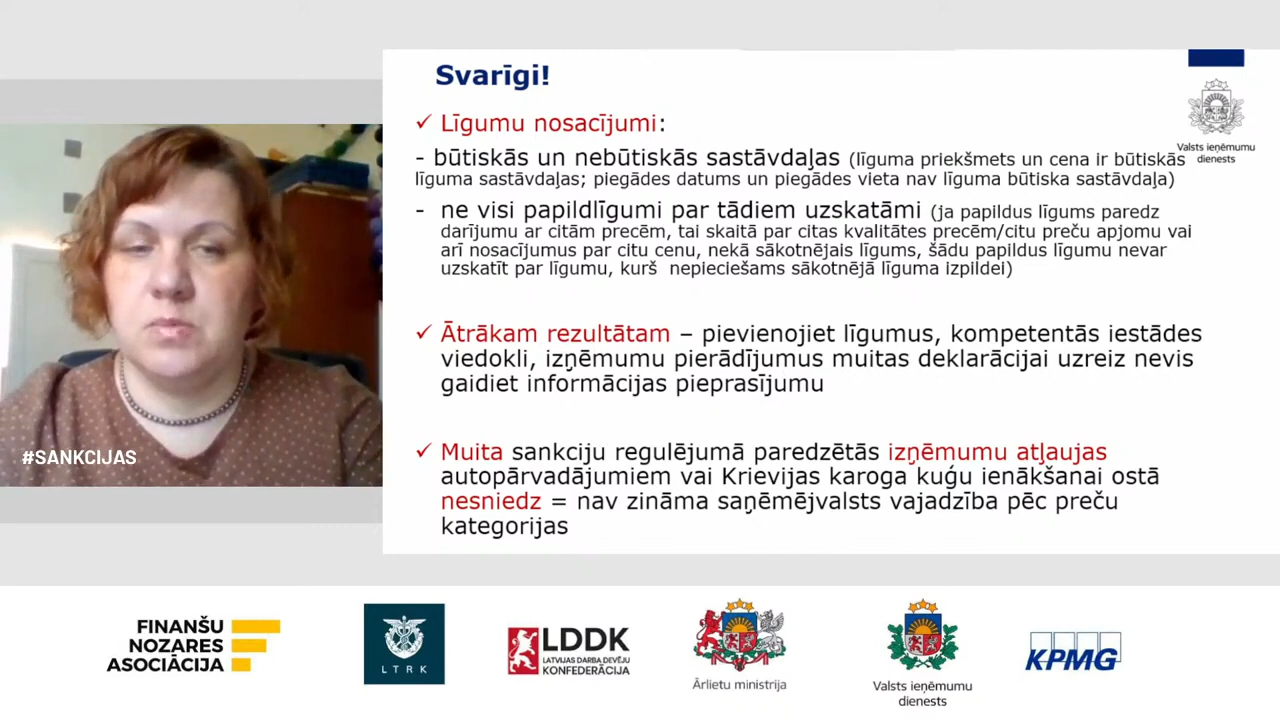 Svarīgi!
✓ Līgumu nosacījumi:
- būtiskās un nebūtiskās sastāvdaļas (līguma priekšmets un cena ir būtiskās
līguma sastāvdaļas; piegādes datums un piegādes vieta nav līguma būtiska sastāvdaļa)
- ne visi papildlīgumi par tādiem uzskatāmi (ja papildus līgums paredz
darījumu ar citām precēm, tai skaitā par citas kvalitātes precēm/citu preču apjomu vai
arī nosacījumus par citu cenu, nekā sākotnējais līgums, šādu papildus līgumu nevar
uzskatīt par līgumu, kurš nepieciešams sākotnējā līguma izpildei)
✓ Ātrākam rezultātam – pievienojiet līgumus, kompetentās iestādes
viedokli, izņēmumu pierādījumus muitas deklarācijai uzreiz nevis
gaidiet informācijas pieprasījumu
✓ Muita sankciju regulējumā paredzētās izņēmumu atļaujas
autopārvadājumiem vai Krievijas karoga kuģu ienākšanai ostā
nesniedz = nav zināma saņēmējvalsts vajadzība pēc preču
kategorijas
Valsts ieņēmumu
dienests
#SANKCIJAS
FINANŠU
NOZARES
ASOCIĀCIJA
LTRK
LDDK
LATVIJAS DARBA DEVĒJU
KONFEDERĀCIJA
Ārlietu ministrija
Valsts ieņēmumu
dienests
KPMG